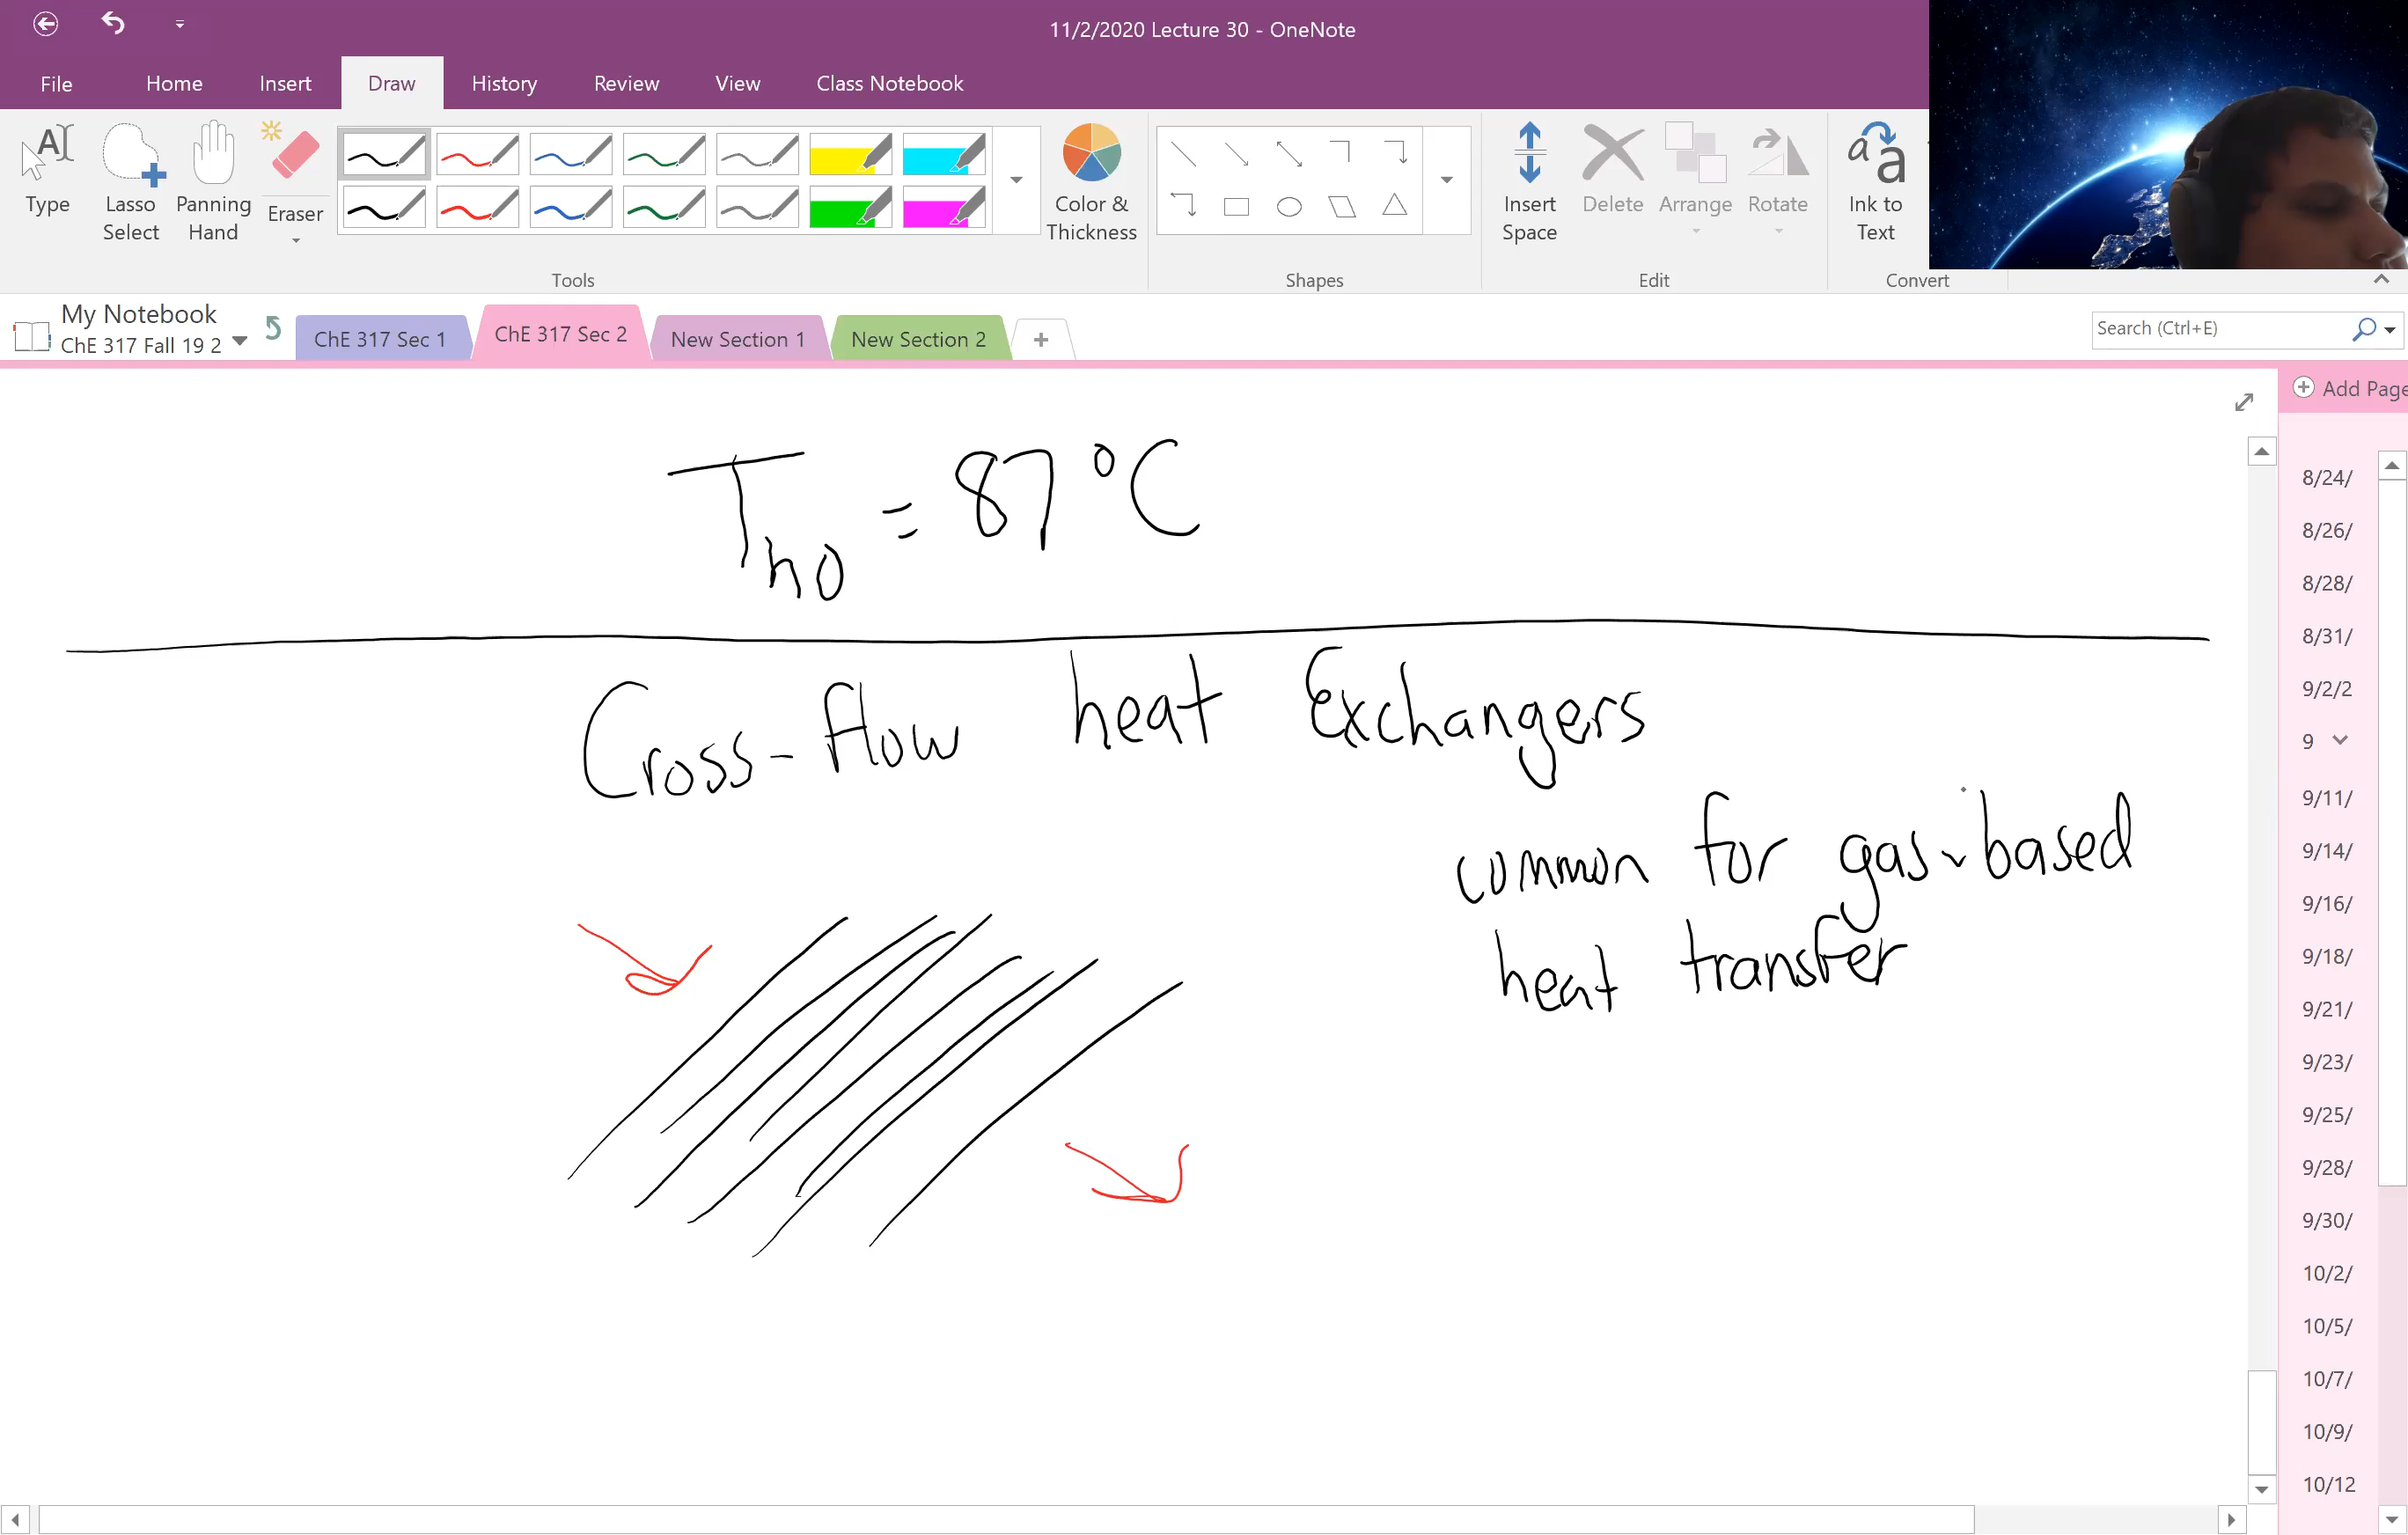 11/2/2020 Lecture 30 - OneNote
File Home Insert Draw History Review View Class Notebook
Type
Lasso Select
Panning Hand
Eraser
Color & Thickness
Insert Space
Delete
Arrange
Rotate
Ink to Text
Tools
Shapes
Edit
Convert
My Notebook
ChE 317 Fall 19 2
ChE 317 Sec 1
ChE 317 Sec 2
New Section 1
New Section 2
Search (Ctrl+E)
Add Page
T_ho = 87 °C
Cross-flow heat Exchangers
common for gas-based
heat transfer
8/24/
8/26/
8/28/
8/31/
9/2/2
9
9/11/
9/14/
9/16/
9/18/
9/21/
9/23/
9/25/
9/28/
9/30/
10/2/
10/5/
10/7/
10/9/
10/12